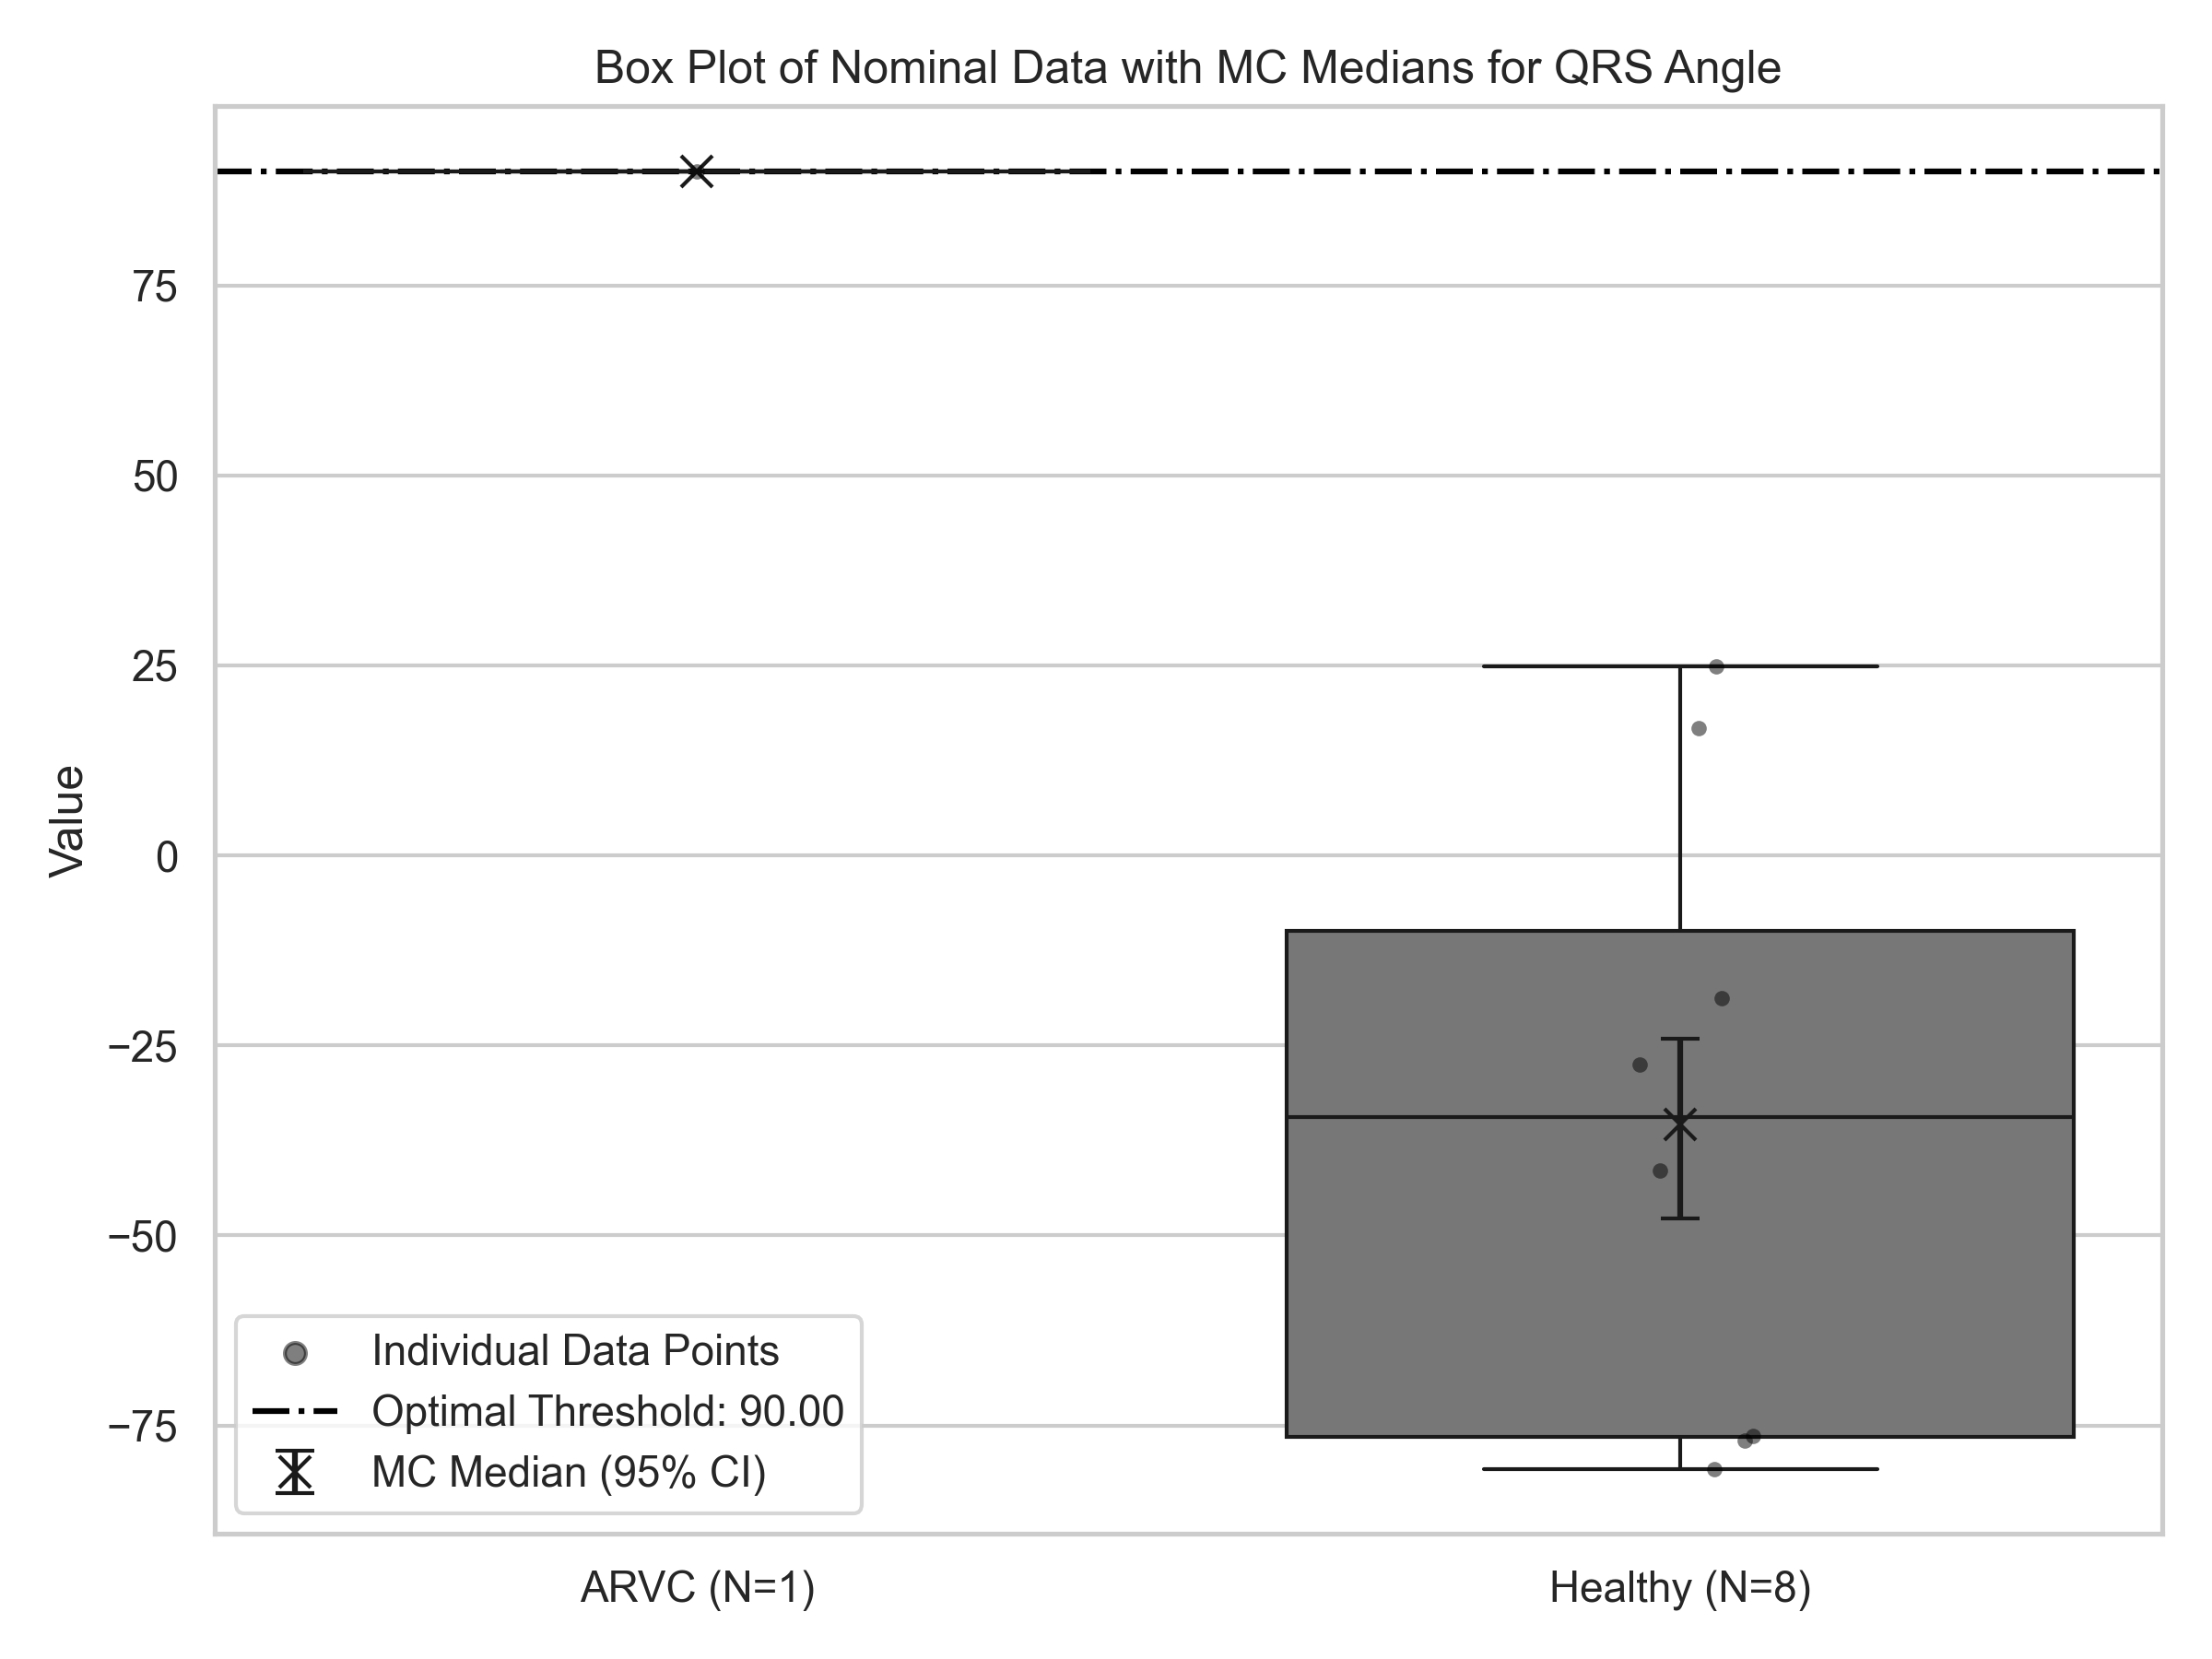 Box Plot of Nominal Data with MC Medians for QRS Angle
75
50
25
0
−25
−50
−75
Value
Individual Data Points
Optimal Threshold: 90.00
MC Median (95% CI)
ARVC (N=1)
Healthy (N=8)